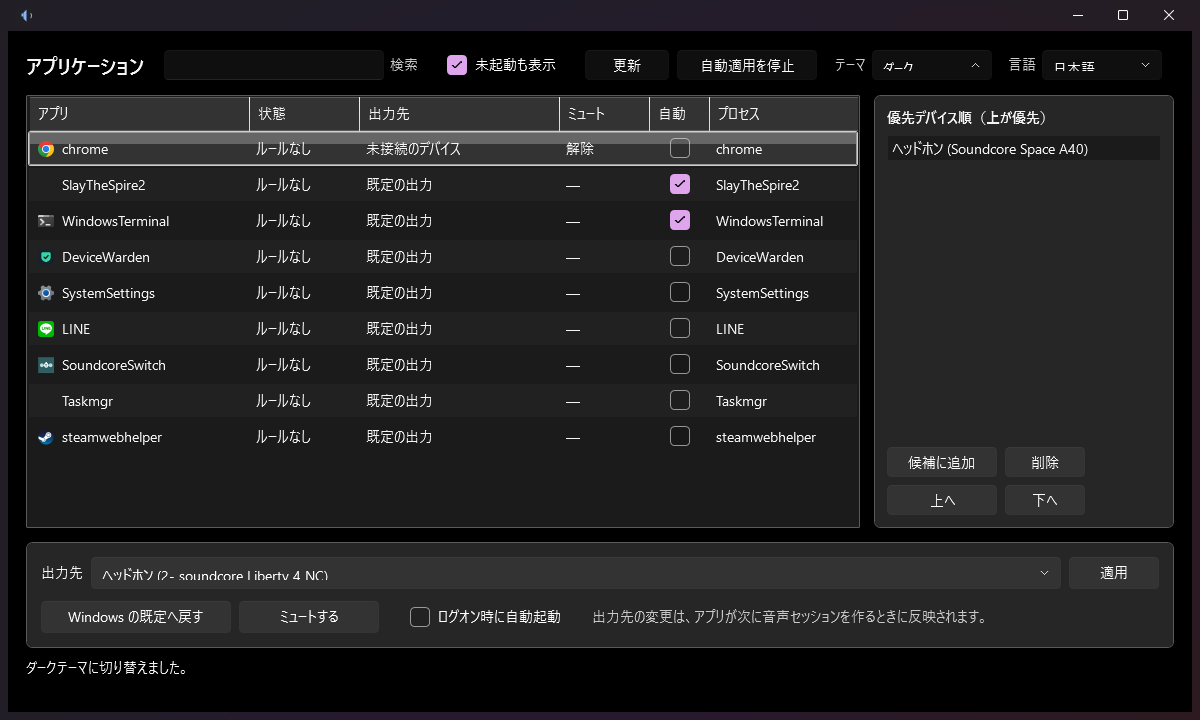 アプリケーション 検索 未起動も表示 更新 自動適用を停止 テーマ ダーク 言語 日本語
アプリ 状態 出力先 ミュート 自動 プロセス
chrome ルールなし 未接続のデバイス 解除 chrome
SlayTheSpire2 ルールなし 既定の出力 — SlayTheSpire2
WindowsTerminal ルールなし 既定の出力 — WindowsTerminal
DeviceWarden ルールなし 既定の出力 — DeviceWarden
SystemSettings ルールなし 既定の出力 — SystemSettings
LINE ルールなし 既定の出力 — LINE
SoundcoreSwitch ルールなし 既定の出力 — SoundcoreSwitch
Taskmgr ルールなし 既定の出力 — Taskmgr
steamwebhelper ルールなし 既定の出力 — steamwebhelper
優先デバイス順（上が優先）
ヘッドホン (Soundcore Space A40)
候補に追加 削除
上へ 下へ
出力先 ヘッドホン (2- soundcore Liberty 4 NC) 適用
Windows の既定へ戻す ミュートする ログオン時に自動起動 出力先の変更は、アプリが次に音声セッションを作るときに反映されます。
ダークテーマに切り替えました。